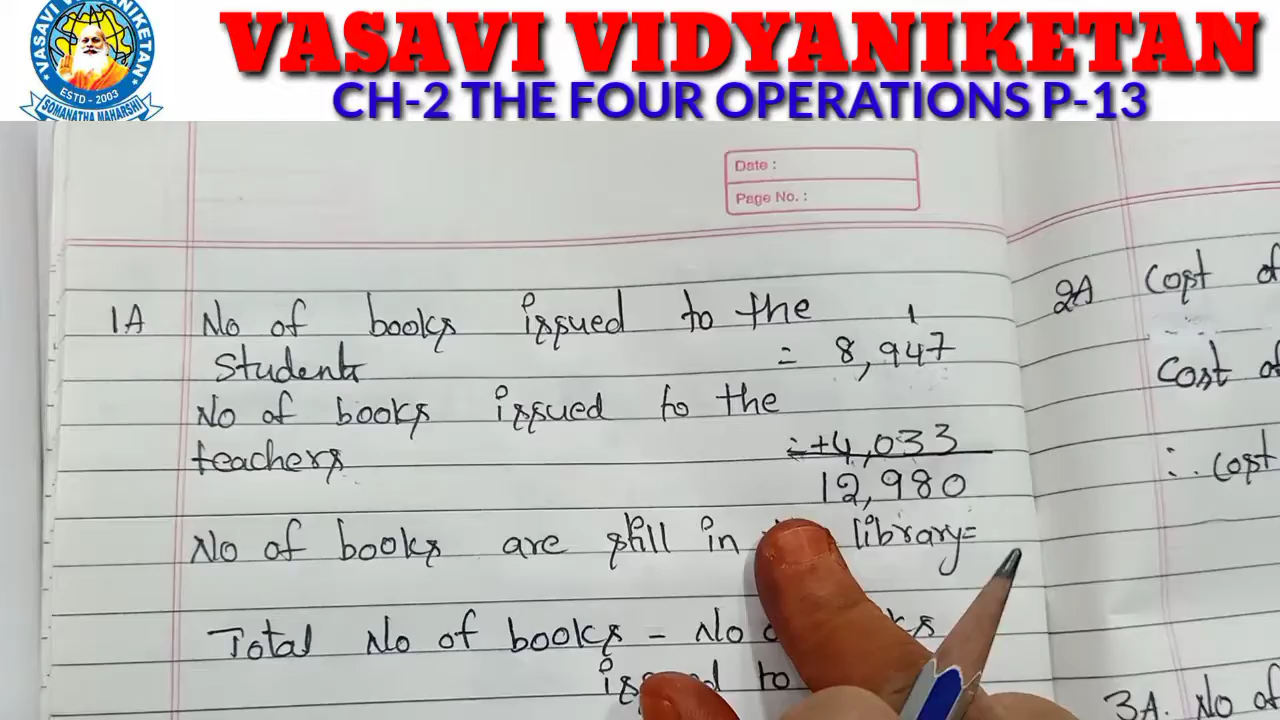 VASAVI VIDYANIKETAN
ESTD - 2003
SOMANATHA MAHARSHI
VASAVI VIDYANIKETAN
CH-2 THE FOUR OPERATIONS P-13
Date :
Page No. :
1A No of books issued to the
1
Students = 8,947
No of books issued to the
teachers = +4,033
12,980
No of books are still in library=
Total No of books - No
issued to
2A Cost of
Cost of
∴ Cost
3A. No of